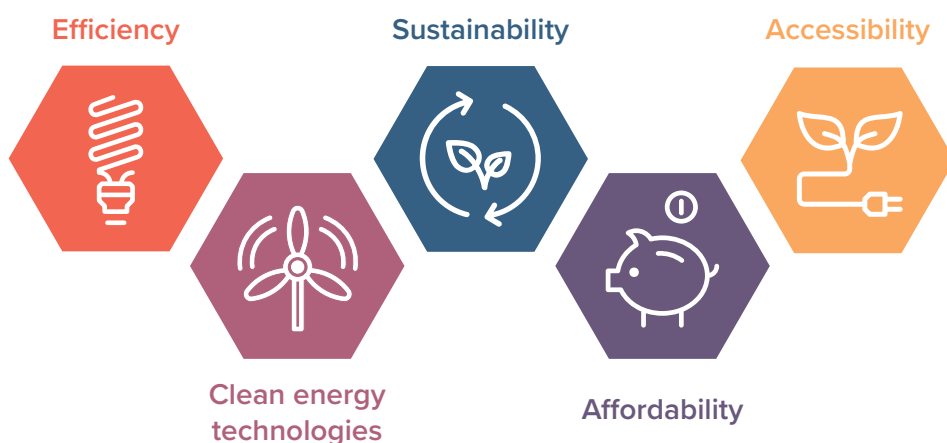 Efficiency
Sustainability
Accessibility
Clean energy
technologies
Affordability